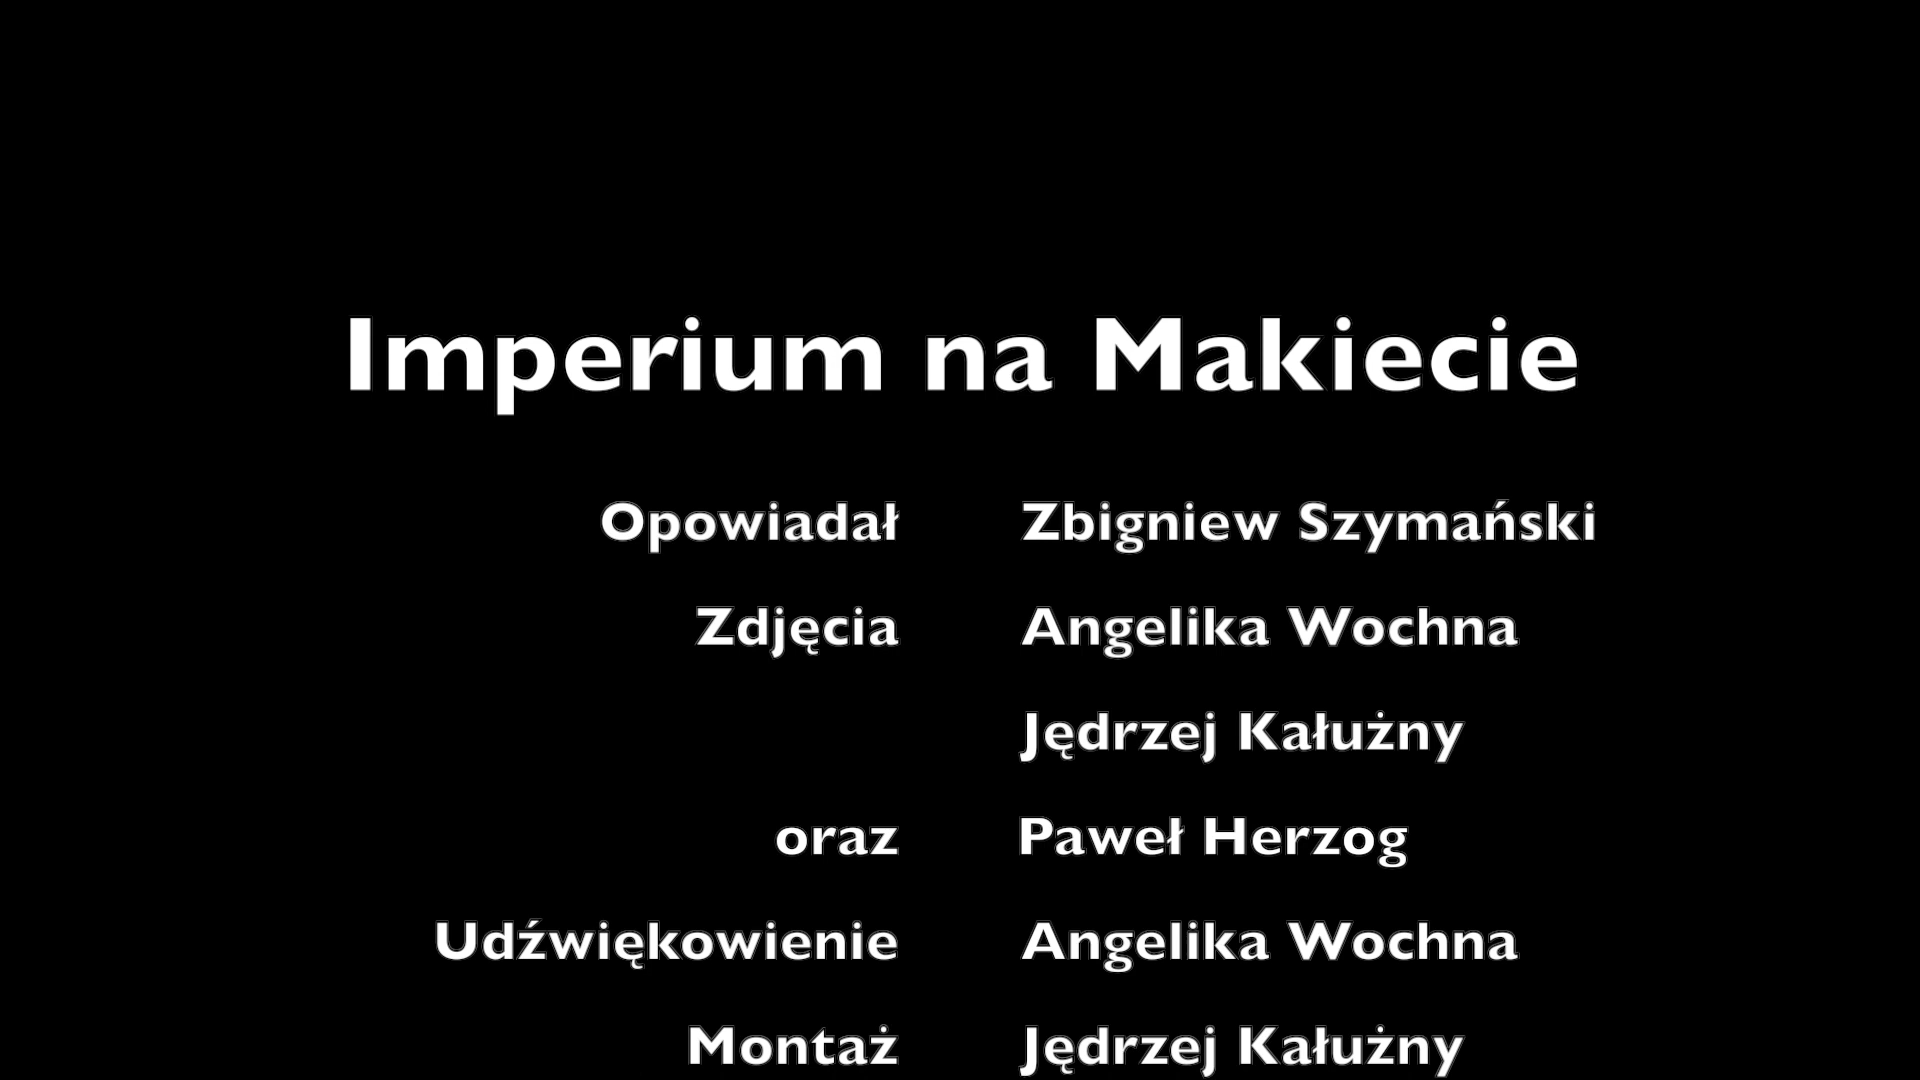 Imperium na Makiecie
Opowiadał Zbigniew Szymański
Zdjęcia Angelika Wochna
Jędrzej Kałużny
oraz Paweł Herzog
Udźwiękowienie Angelika Wochna
Montaż Jędrzej Kałużny